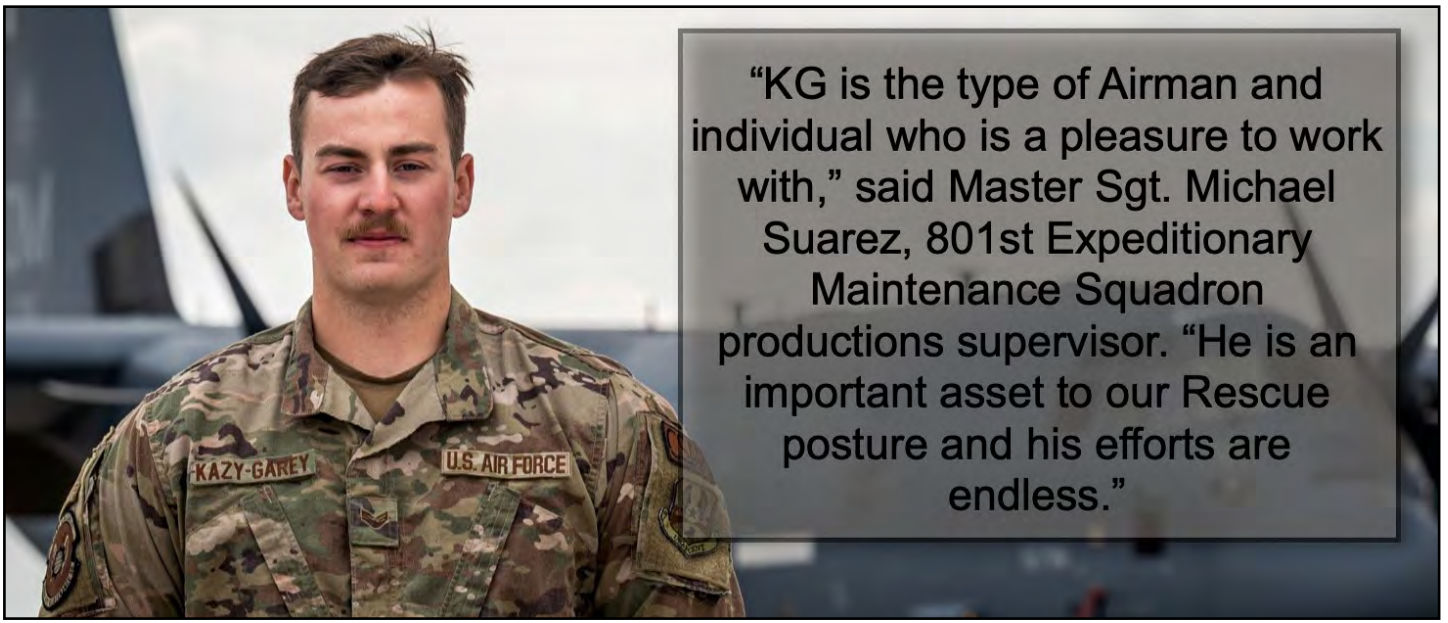 “KG is the type of Airman and
individual who is a pleasure to work
with,” said Master Sgt. Michael
Suarez, 801st Expeditionary
Maintenance Squadron
productions supervisor. “He is an
important asset to our Rescue
posture and his efforts are
endless.”
KAZY-GAREY
U.S. AIR FORCE